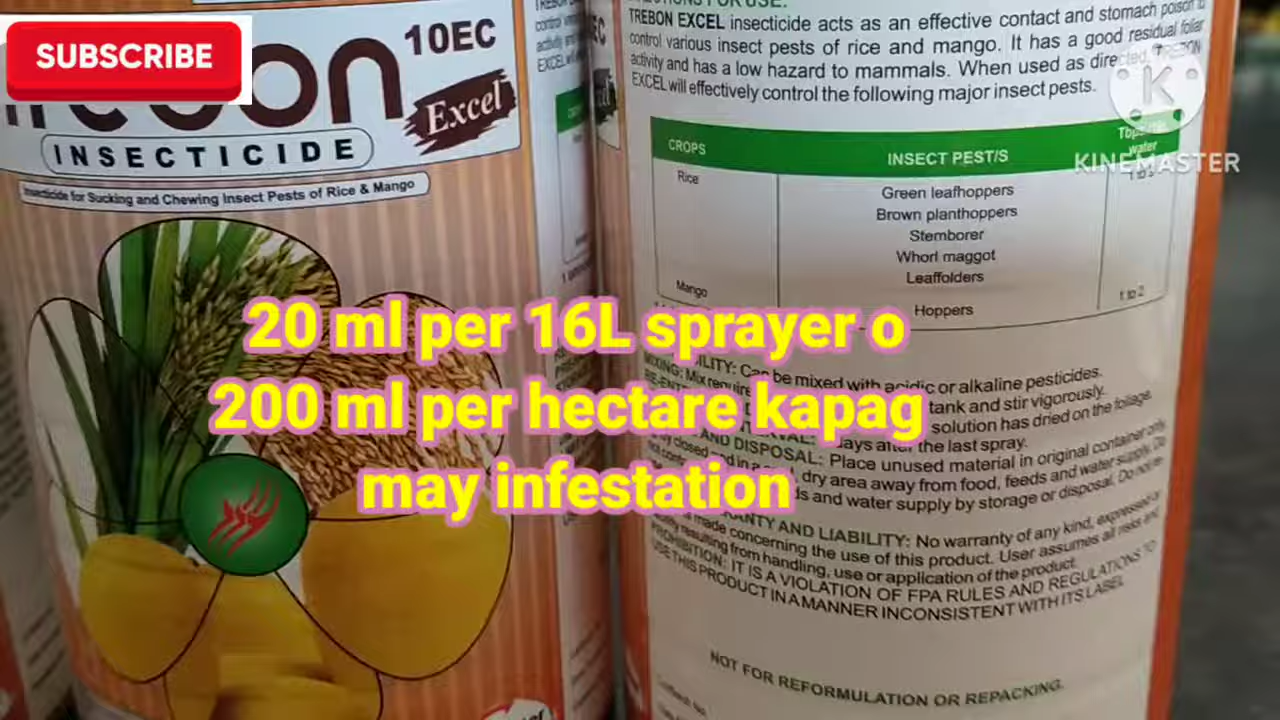 SUBSCRIBE
10EC
Excel
INSECTICIDE
Insecticide for Sucking and Chewing Insect Pests of Rice & Mango
TREBON EXCEL insecticide acts as an effective contact and stomach poison to
control various insect pests of rice and mango. It has a good residual foliar
activity and has a low hazard to mammals. When used as directed, TREBON
EXCEL will effectively control the following major insect pests.
K
KINEMASTER
CROPS INSECT PEST/S water
Rice Green leafhoppers
Brown planthoppers
Stemborer
Whorl maggot
Leaffolders
Mango Hoppers 1 to 2
20 ml per 16L sprayer o
200 ml per hectare kapag
may infestation
Can be mixed with acidic or alkaline pesticides.
MIXING: Mix tank and stir vigorously.
solution has dried on the foliage.
days after the last spray.
AND DISPOSAL: Place unused material in original container only,
dry area away from food, feeds and water supply. Do
and water supply by storage or disposal. Do not
AND LIABILITY: No warranty of any kind, expressed or
made concerning the use of this product. User assumes all risks and
resulting from handling, use or application of the product.
PROHIBITION: IT IS A VIOLATION OF FPA RULES AND REGULATIONS TO
USE THIS PRODUCT IN A MANNER INCONSISTENT WITH ITS LABEL
NOT FOR REFORMULATION OR REPACKING.